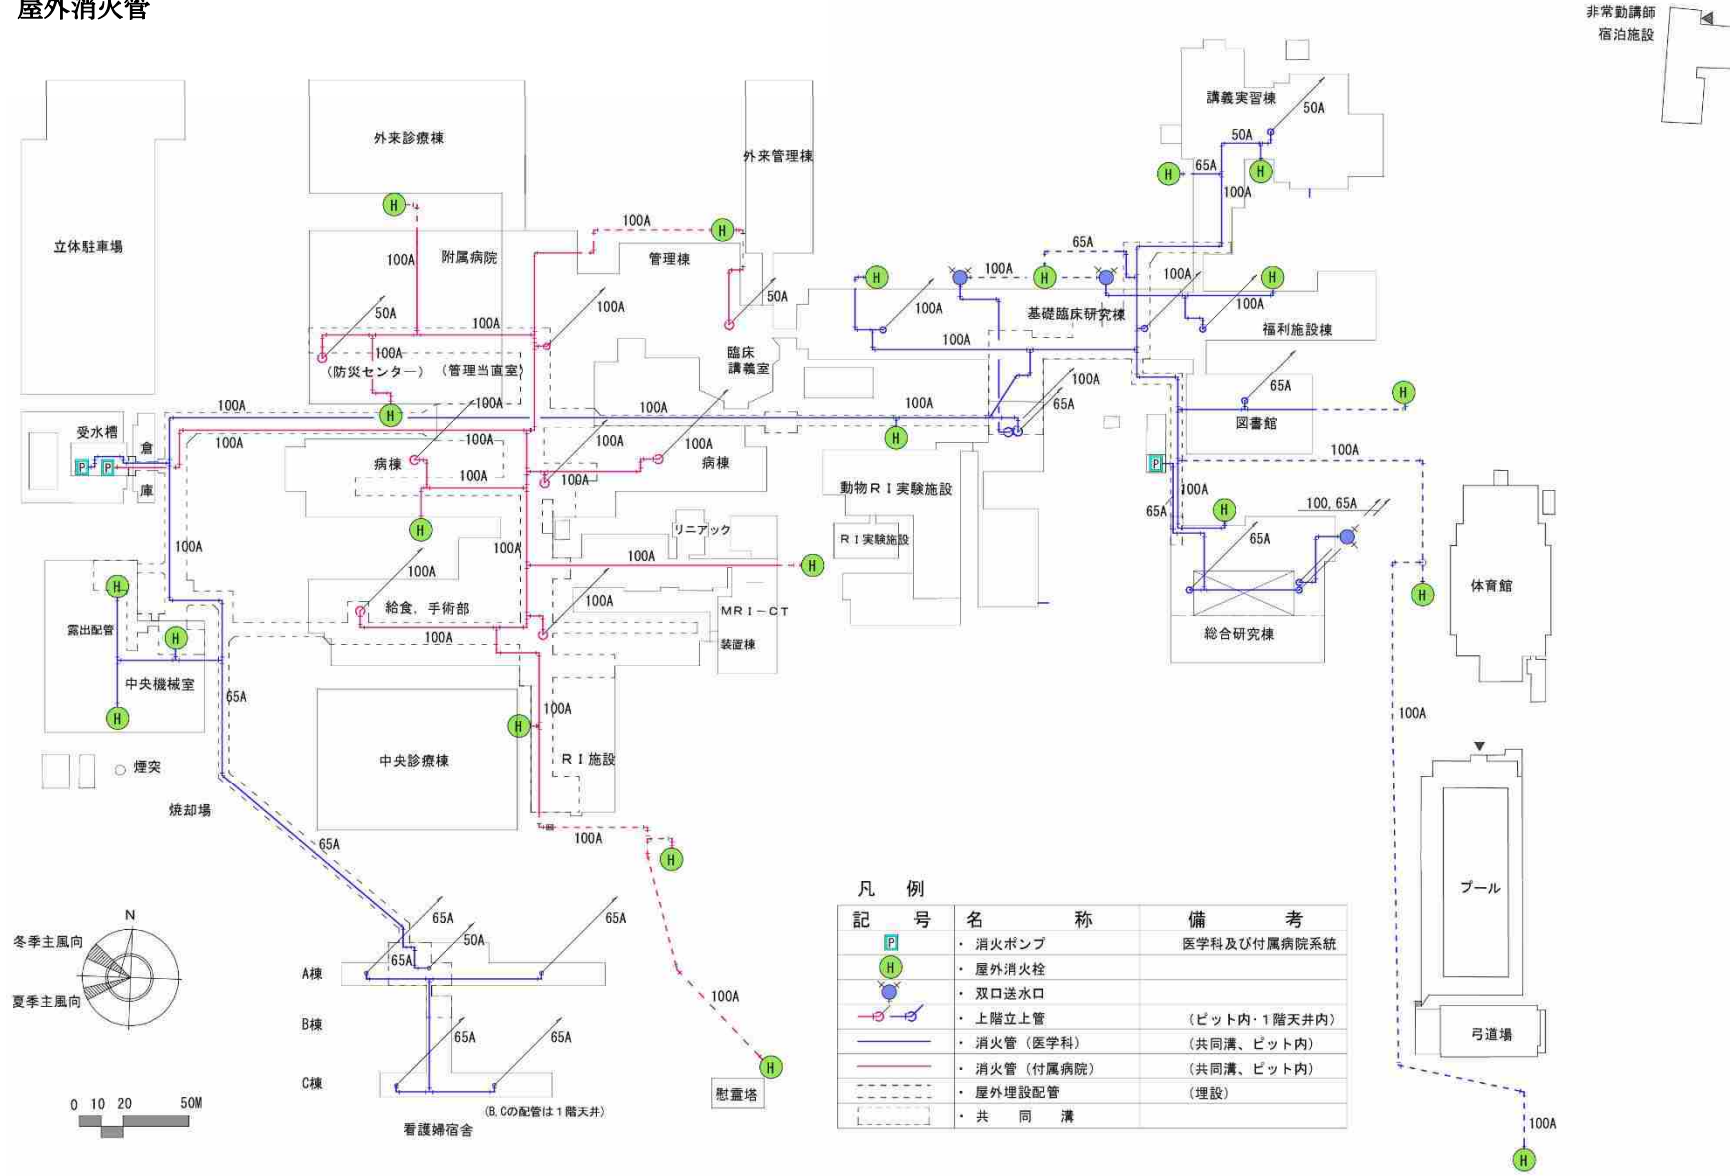 屋外消火管
非常勤講師
宿泊施設
講義実習棟
50A
50A
65A
100A
外来診療棟
外来管理棟
立体駐車場
附属病院
管理棟
100A
100A
50A
100A
100A
50A
100A
(防災センター)
(管理当直室)
臨床
講義室
65A
100A
100A
100A
100A
基礎臨床研究棟
福利施設棟
100A
100A
65A
65A
図書館
100A
100A
100A
100A
100A
受水槽
倉
庫
P
P
病棟
100A
100A
100A
100A
病棟
100A
動物RI実験施設
RI実験施設
リニアック
100A
100A
100A
100A
給食、手術部
100A
100A
MRI-CT
装置棟
P
100A
65A
100A
100, 65A
65A
総合研究棟
体育館
100A
プール
弓道場
100A
露出配管
中央機械室
65A
煙突
焼却場
65A
中央診療棟
RI施設
100A
100A
100A
慰霊塔
H
N
冬季主風向
夏季主風向
0 10 20 50M
65A
50A
65A
65A
A棟
B棟
C棟
65A
65A
(B,Cの配管は1階天井)
看護婦宿舎
凡 例
記 号 名 称 備 考
P ・ 消火ポンプ 医学科及び付属病院系統
H ・ 屋外消火栓
・ 双口送水口
・ 上階立上管 (ピット内・1階天井内)
・ 消火管(医学科) (共同溝、ピット内)
・ 消火管(付属病院) (共同溝、ピット内)
・ 屋外埋設配管 (埋設)
・ 共 同 溝